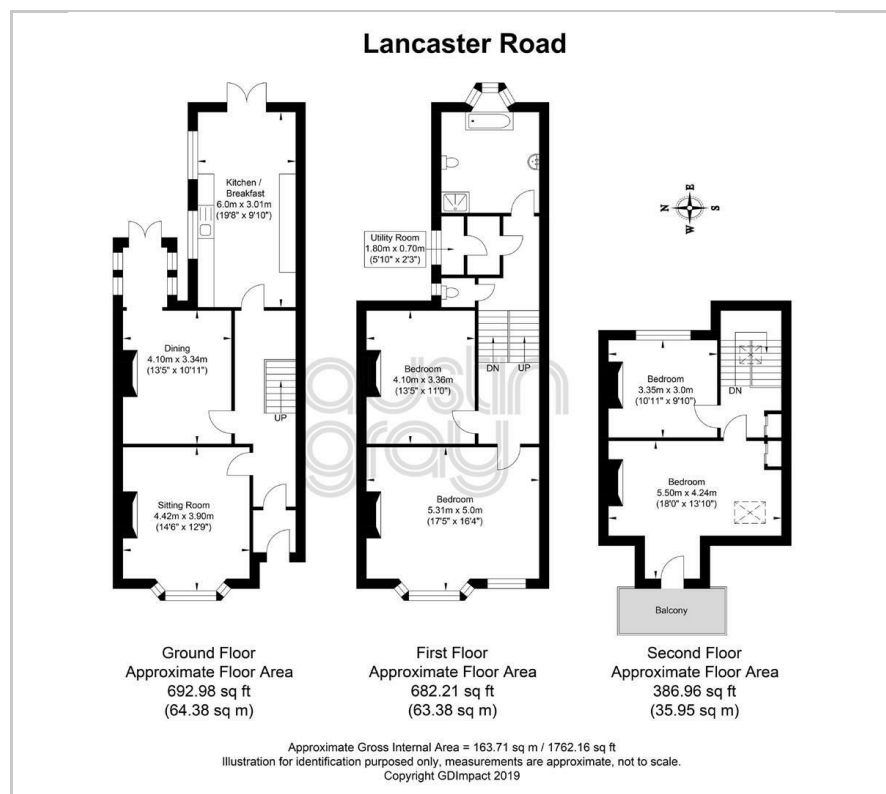 Lancaster Road
Kitchen /
Breakfast
6.0m x 3.01m
(19'8" x 9'10")
Dining
4.10m x 3.34m
(13'5" x 10'11")
UP
Sitting Room
4.42m x 3.90m
(14'6" x 12'9")
Ground Floor
Approximate Floor Area
692.98 sq ft
(64.38 sq m)
Utility Room
1.80m x 0.70m
(5'10" x 2'3")
Bedroom
4.10m x 3.36m
(13'5" x 11'0")
DN UP
Bedroom
5.31m x 5.0m
(17'5" x 16'4")
First Floor
Approximate Floor Area
682.21 sq ft
(63.38 sq m)
N E S W
Bedroom
3.35m x 3.0m
(10'11" x 9'10")
DN
Bedroom
5.50m x 4.24m
(18'0" x 13'10")
Balcony
Second Floor
Approximate Floor Area
386.96 sq ft
(35.95 sq m)
austin
gray
Approximate Gross Internal Area = 163.71 sq m / 1762.16 sq ft
Illustration for identification purposed only, measurements are approximate, not to scale.
Copyright GDImpact 2019